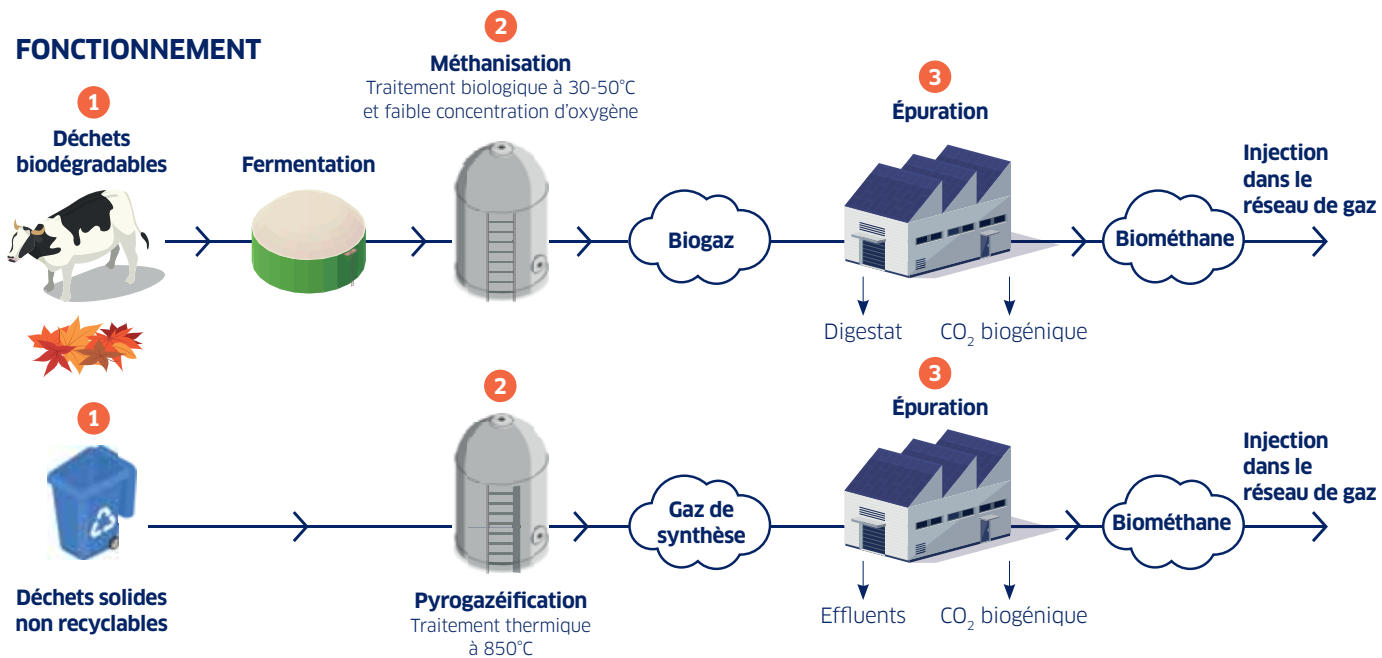 FONCTIONNEMENT
1
Déchets
biodégradables
Fermentation
2
Méthanisation
Traitement biologique à 30-50°C
et faible concentration d'oxygène
Biogaz
3
Épuration
Digestat
CO₂ biogénique
Biométhane
Injection
dans le
réseau de gaz
1
Déchets solides
non recyclables
2
Pyrogazéification
Traitement thermique
à 850°C
Gaz de
synthèse
3
Épuration
Effluents
CO₂ biogénique
Biométhane
Injection
dans le
réseau de gaz